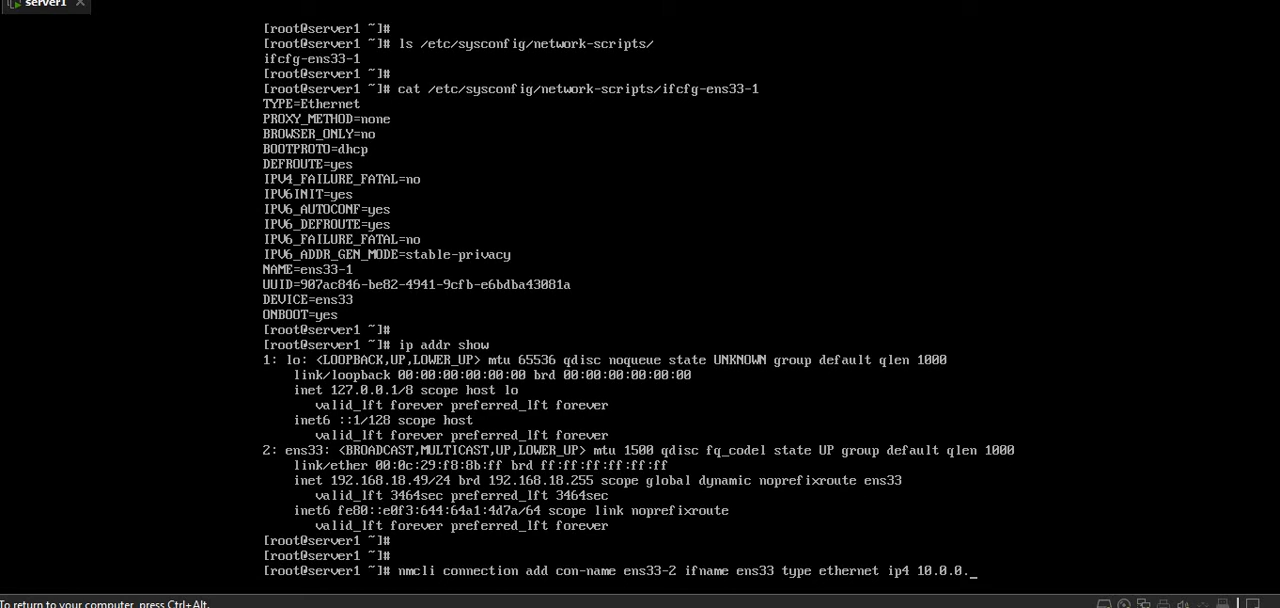 server1
[root@server1 ~]#
[root@server1 ~]# ls /etc/sysconfig/network-scripts/
ifcfg-ens33-1
[root@server1 ~]#
[root@server1 ~]# cat /etc/sysconfig/network-scripts/ifcfg-ens33-1
TYPE=Ethernet
PROXY_METHOD=none
BROWSER_ONLY=no
BOOTPROTO=dhcp
DEFROUTE=yes
IPV4_FAILURE_FATAL=no
IPV6INIT=yes
IPV6_AUTOCONF=yes
IPV6_DEFROUTE=yes
IPV6_FAILURE_FATAL=no
IPV6_ADDR_GEN_MODE=stable-privacy
NAME=ens33-1
UUID=907ac846-be82-4941-9cfb-e6bdba43081a
DEVICE=ens33
ONBOOT=yes
[root@server1 ~]#
[root@server1 ~]# ip addr show
1: lo: <LOOPBACK,UP,LOWER_UP> mtu 65536 qdisc noqueue state UNKNOWN group default qlen 1000
link/loopback 00:00:00:00:00:00 brd 00:00:00:00:00:00
inet 127.0.0.1/8 scope host lo
valid_lft forever preferred_lft forever
inet6 ::1/128 scope host
valid_lft forever preferred_lft forever
2: ens33: <BROADCAST,MULTICAST,UP,LOWER_UP> mtu 1500 qdisc fq_codel state UP group default qlen 1000
link/ether 00:0c:29:f8:8b:ff brd ff:ff:ff:ff:ff:ff
inet 192.168.18.49/24 brd 192.168.18.255 scope global dynamic noprefixroute ens33
valid_lft 3464sec preferred_lft 3464sec
inet6 fe80::e0f3:644:64a1:4d7a/64 scope link noprefixroute
valid_lft forever preferred_lft forever
[root@server1 ~]#
[root@server1 ~]#
[root@server1 ~]# nmcli connection add con-name ens33-2 ifname ens33 type ethernet ip4 10.0.0._
To return to your computer, press Ctrl+Alt.